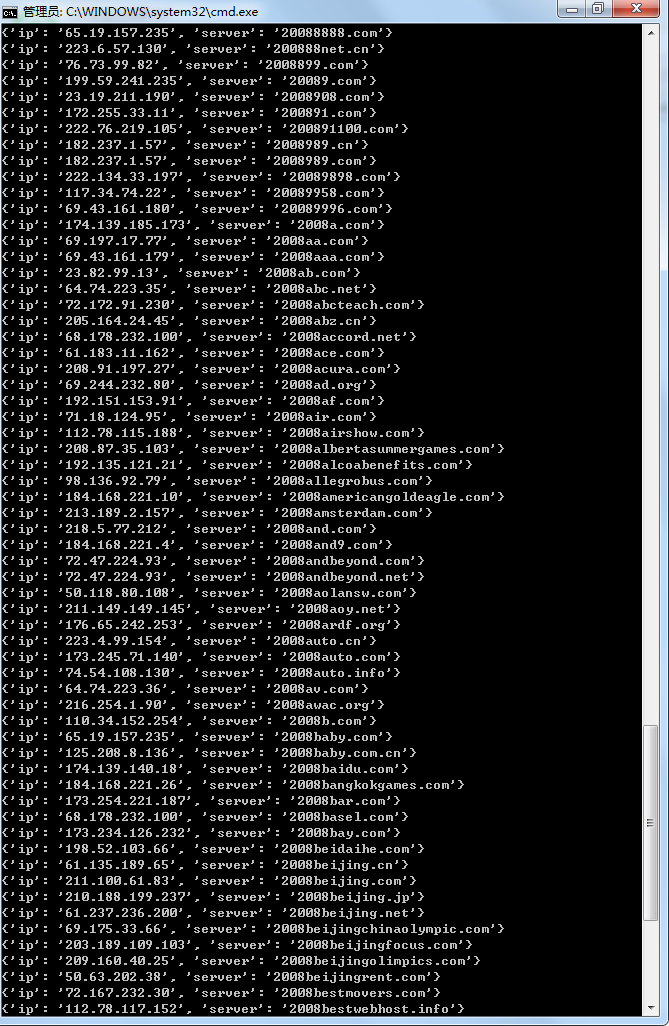 管理员: C:\WINDOWS\system32\cmd.exe
{'ip': '65.19.157.235', 'server': '20088888.com'}
{'ip': '223.6.57.130', 'server': '200888net.cn'}
{'ip': '76.73.99.82', 'server': '2008899.com'}
{'ip': '199.59.241.235', 'server': '20089.com'}
{'ip': '23.19.211.190', 'server': '2008908.com'}
{'ip': '172.255.33.11', 'server': '200891.com'}
{'ip': '222.76.219.105', 'server': '200891100.com'}
{'ip': '182.237.1.57', 'server': '2008989.cn'}
{'ip': '182.237.1.57', 'server': '2008989.com'}
{'ip': '222.134.33.197', 'server': '20089898.com'}
{'ip': '117.34.74.22', 'server': '20089958.com'}
{'ip': '69.43.161.180', 'server': '20089996.com'}
{'ip': '174.139.185.173', 'server': '2008a.com'}
{'ip': '69.197.17.77', 'server': '2008aa.com'}
{'ip': '69.43.161.179', 'server': '2008aaa.com'}
{'ip': '23.82.99.13', 'server': '2008ab.com'}
{'ip': '64.74.223.35', 'server': '2008abc.net'}
{'ip': '72.172.91.230', 'server': '2008abcteach.com'}
{'ip': '205.164.24.45', 'server': '2008abz.cn'}
{'ip': '68.178.232.100', 'server': '2008accord.net'}
{'ip': '61.183.11.162', 'server': '2008ace.com'}
{'ip': '208.91.197.27', 'server': '2008acura.com'}
{'ip': '69.244.232.80', 'server': '2008ad.org'}
{'ip': '192.151.153.91', 'server': '2008af.com'}
{'ip': '71.18.124.95', 'server': '2008air.com'}
{'ip': '112.78.115.188', 'server': '2008airshow.com'}
{'ip': '208.87.35.103', 'server': '2008albertasummergames.com'}
{'ip': '192.135.121.21', 'server': '2008alcoabenefits.com'}
{'ip': '98.136.92.79', 'server': '2008allegrobus.com'}
{'ip': '184.168.221.10', 'server': '2008americangoldeagle.com'}
{'ip': '213.189.2.157', 'server': '2008amsterdam.com'}
{'ip': '218.5.77.212', 'server': '2008and.com'}
{'ip': '184.168.221.4', 'server': '2008and9.com'}
{'ip': '72.47.224.93', 'server': '2008andbeyond.com'}
{'ip': '72.47.224.93', 'server': '2008andbeyond.net'}
{'ip': '50.118.80.108', 'server': '2008aolansw.com'}
{'ip': '211.149.149.145', 'server': '2008aoy.net'}
{'ip': '176.65.242.253', 'server': '2008ardf.org'}
{'ip': '223.4.99.154', 'server': '2008auto.cn'}
{'ip': '173.245.71.140', 'server': '2008auto.com'}
{'ip': '74.54.108.130', 'server': '2008auto.info'}
{'ip': '64.74.223.36', 'server': '2008av.com'}
{'ip': '216.254.1.90', 'server': '2008awac.org'}
{'ip': '110.34.152.254', 'server': '2008b.com'}
{'ip': '65.19.157.235', 'server': '2008baby.com'}
{'ip': '125.208.8.136', 'server': '2008baby.com.cn'}
{'ip': '174.139.140.18', 'server': '2008baidu.com'}
{'ip': '184.168.221.26', 'server': '2008bangkokgames.com'}
{'ip': '173.254.221.187', 'server': '2008bar.com'}
{'ip': '68.178.232.100', 'server': '2008basel.com'}
{'ip': '173.234.126.232', 'server': '2008bay.com'}
{'ip': '198.52.103.66', 'server': '2008beidaihe.com'}
{'ip': '61.135.189.65', 'server': '2008beijing.cn'}
{'ip': '211.100.61.83', 'server': '2008beijing.com'}
{'ip': '210.188.199.237', 'server': '2008beijing.jp'}
{'ip': '61.237.236.200', 'server': '2008beijing.net'}
{'ip': '69.175.33.66', 'server': '2008beijingchinaolympic.com'}
{'ip': '203.189.109.103', 'server': '2008beijingfocus.com'}
{'ip': '209.160.40.25', 'server': '2008beijingolimpics.com'}
{'ip': '50.63.202.38', 'server': '2008beijingrent.com'}
{'ip': '72.167.232.30', 'server': '2008bestmovers.com'}
{'ip': '112.78.117.152', 'server': '2008bestwebhost.info'}